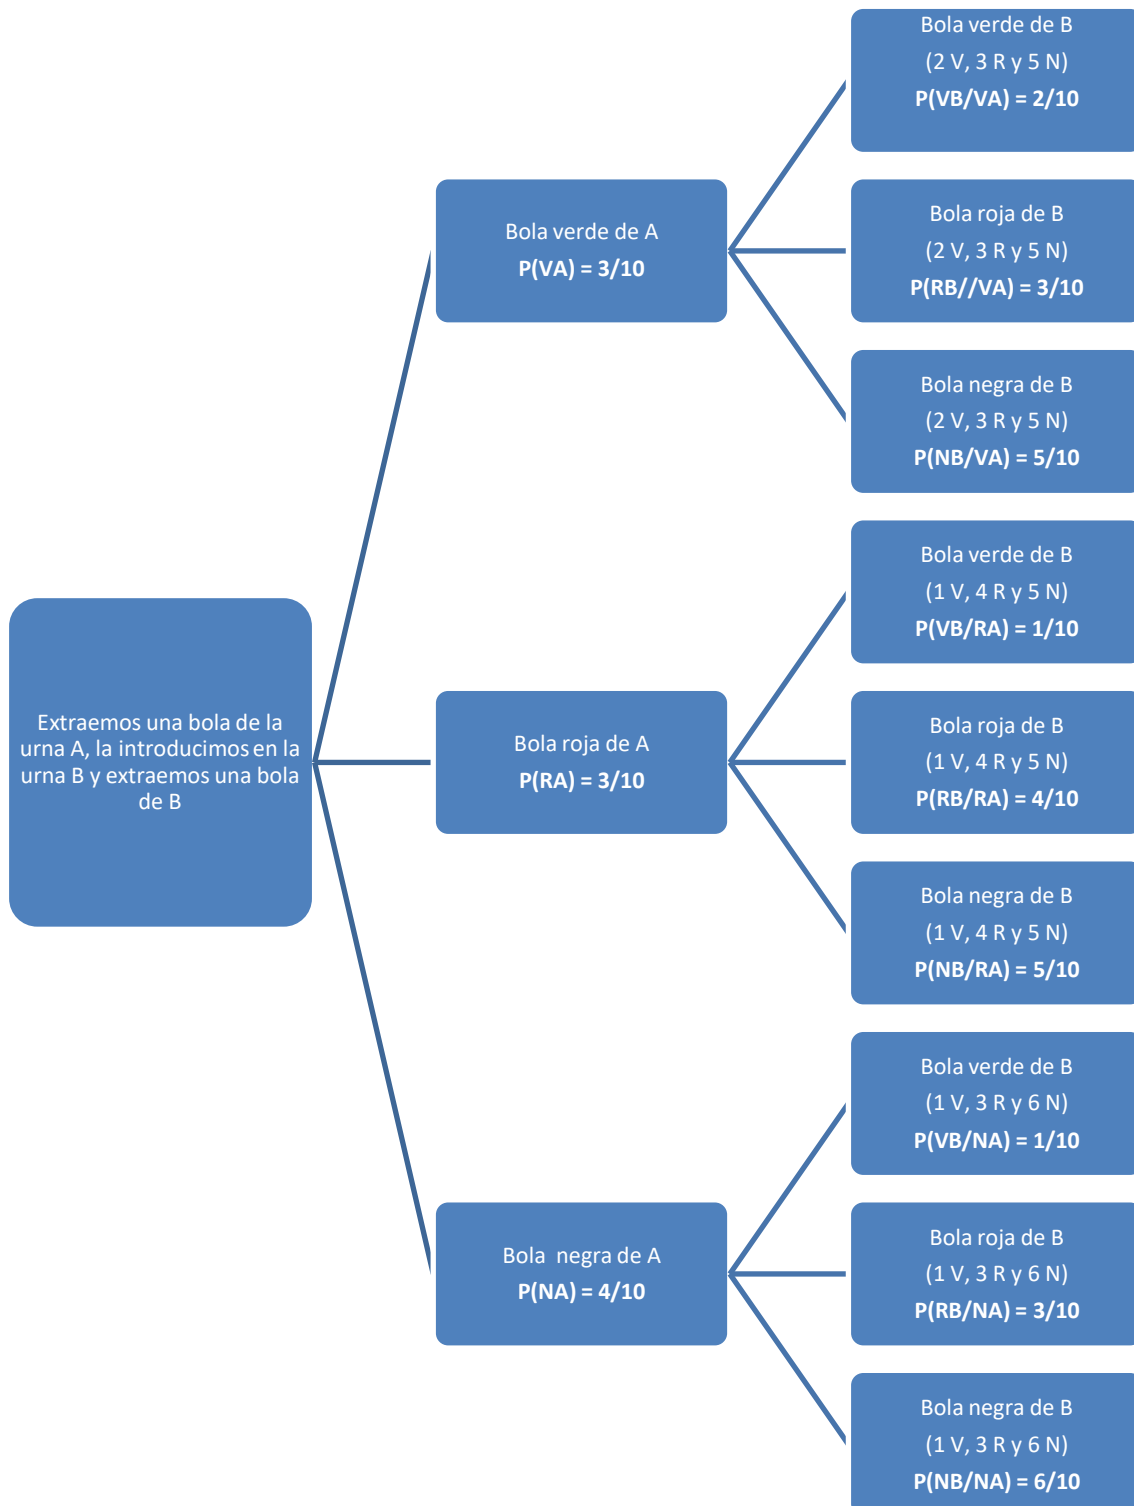 Bola verde de B
(2 V, 3 R y 5 N)
P(VB/VA) = 2/10
Bola verde de A
P(VA) = 3/10
Bola roja de B
(2 V, 3 R y 5 N)
P(RB//VA) = 3/10
Bola negra de B
(2 V, 3 R y 5 N)
P(NB/VA) = 5/10
Bola verde de B
(1 V, 4 R y 5 N)
P(VB/RA) = 1/10
Extraemos una bola de la
urna A, la introducimos en la
urna B y extraemos una bola
de B
Bola roja de A
P(RA) = 3/10
Bola roja de B
(1 V, 4 R y 5 N)
P(RB/RA) = 4/10
Bola negra de B
(1 V, 4 R y 5 N)
P(NB/RA) = 5/10
Bola verde de B
(1 V, 3 R y 6 N)
P(VB/NA) = 1/10
Bola negra de A
P(NA) = 4/10
Bola roja de B
(1 V, 3 R y 6 N)
P(RB/NA) = 3/10
Bola negra de B
(1 V, 3 R y 6 N)
P(NB/NA) = 6/10